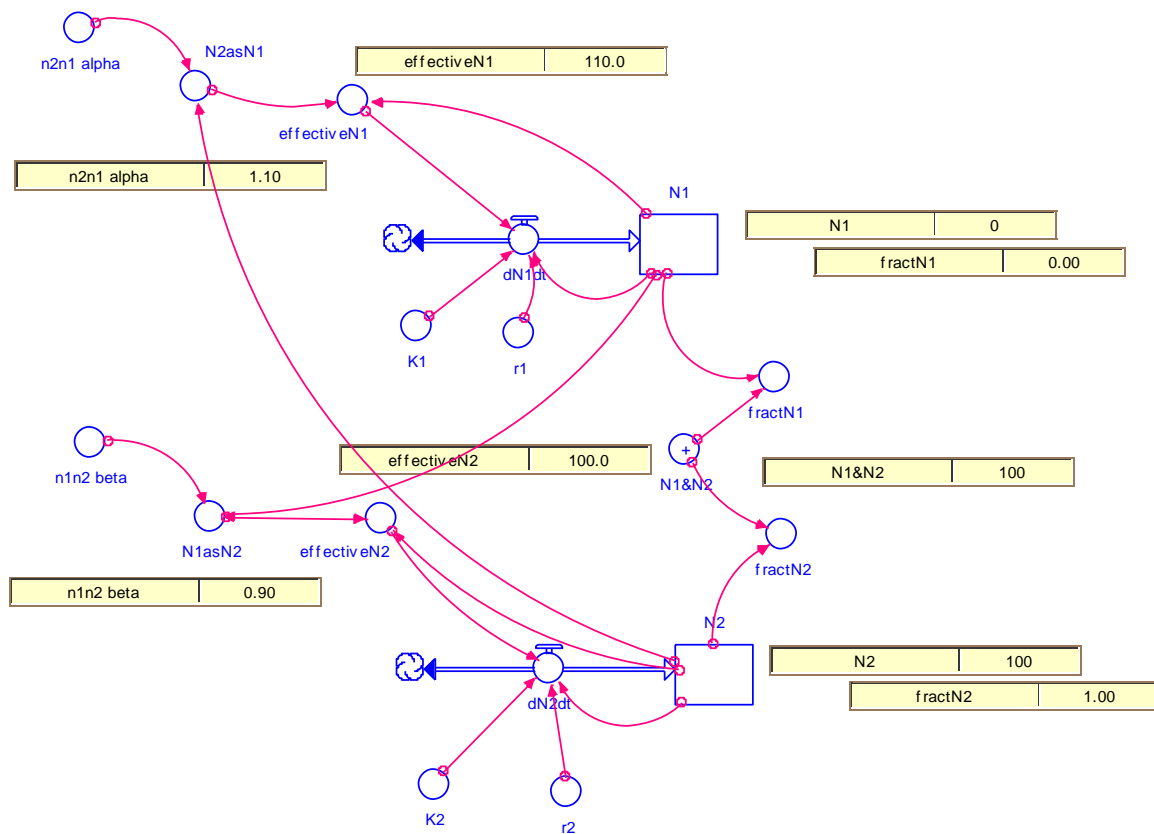 n2n1 alpha
N2asN1
effectiveN1 110.0
effectiveN1
n2n1 alpha 1.10
N1
N1 0
fractN1 0.00
dN1dt
K1
r1
fractN1
n1n2 beta
effectiveN2 100.0
+
N1&N2
N1&N2 100
N1asN2
effectiveN2
fractN2
n1n2 beta 0.90
N2
N2 100
fractN2 1.00
dN2dt
K2
r2